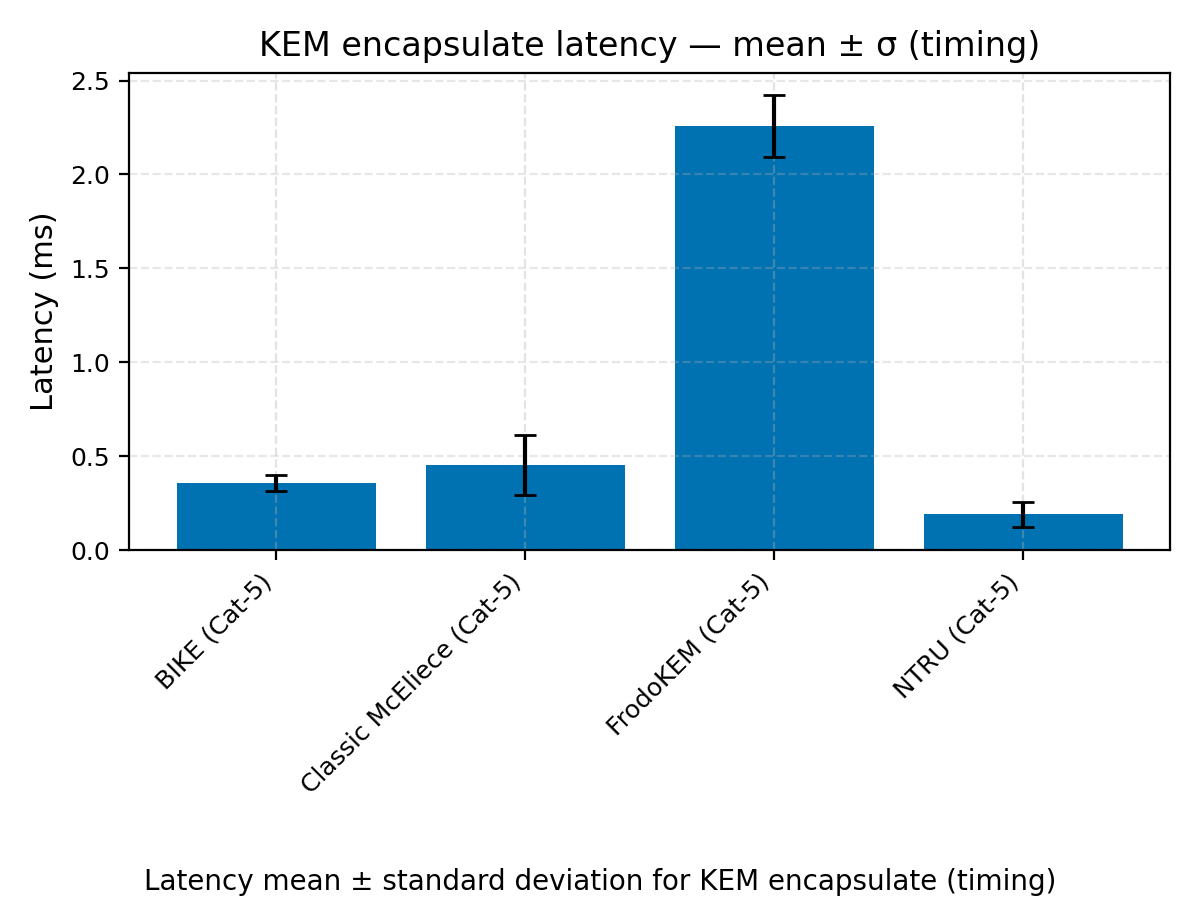 KEM encapsulate latency — mean ± σ (timing)
Latency (ms)
2.5
2.0
1.5
1.0
0.5
0.0
BIKE (Cat-5)
Classic McEliece (Cat-5)
FrodoKEM (Cat-5)
NTRU (Cat-5)
Latency mean ± standard deviation for KEM encapsulate (timing)